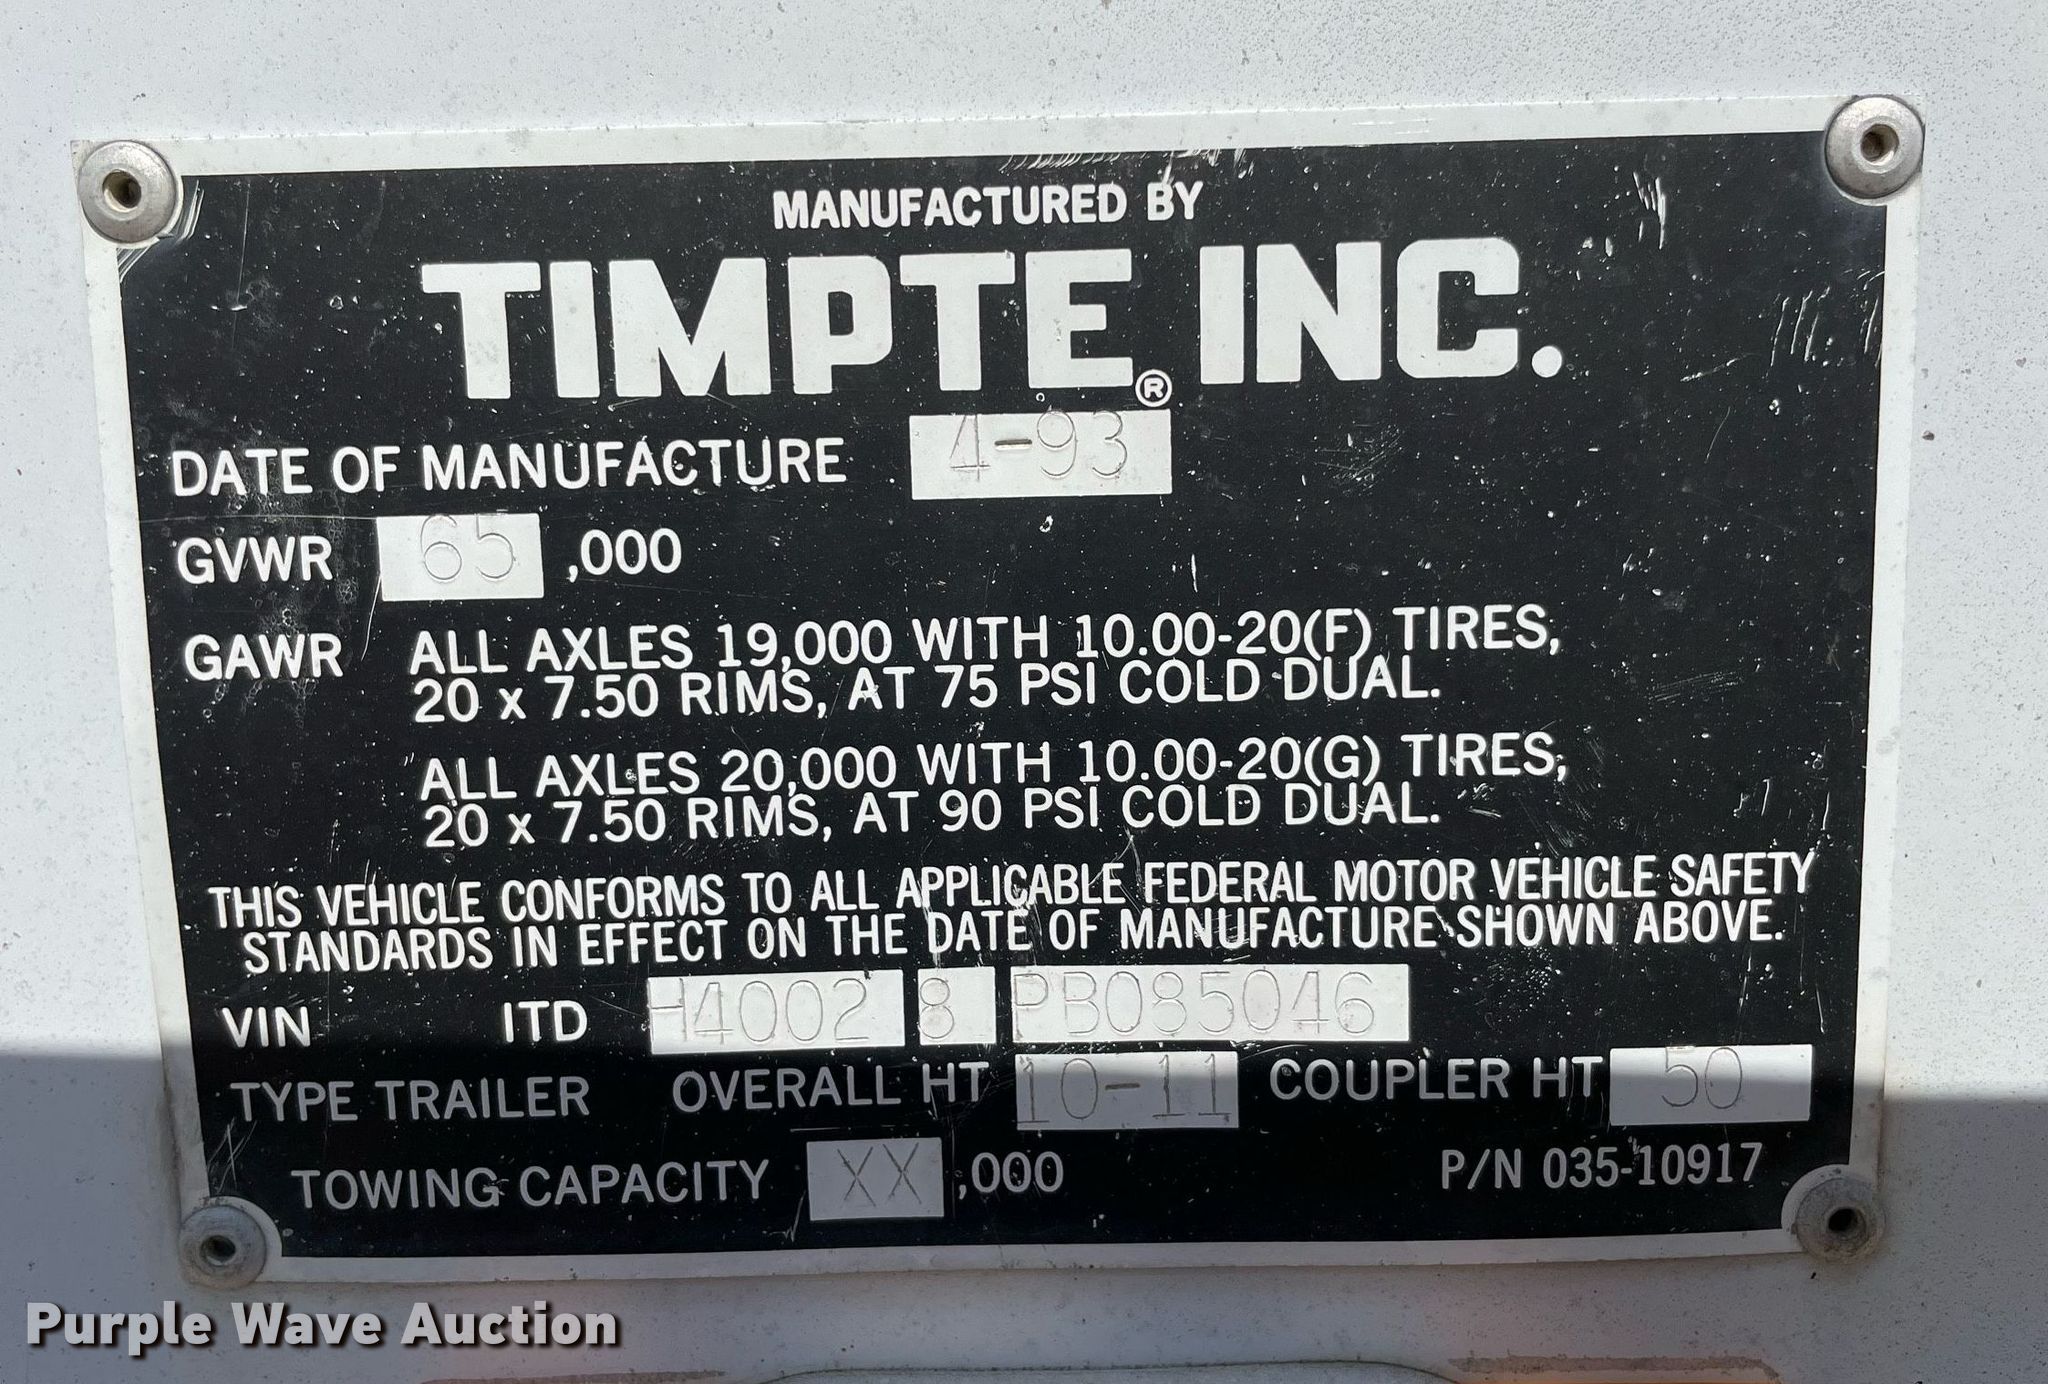 MANUFACTURED BY
TIMPTE® INC.
DATE OF MANUFACTURE 4-93
GVWR 65 ,000
GAWR ALL AXLES 19,000 WITH 10.00-20(F) TIRES,
20 x 7.50 RIMS, AT 75 PSI COLD DUAL.
ALL AXLES 20,000 WITH 10.00-20(G) TIRES,
20 x 7.50 RIMS, AT 90 PSI COLD DUAL.
THIS VEHICLE CONFORMS TO ALL APPLICABLE FEDERAL MOTOR VEHICLE SAFETY
STANDARDS IN EFFECT ON THE DATE OF MANUFACTURE SHOWN ABOVE.
VIN ITD H4002 8 PB085046
TYPE TRAILER OVERALL HT 10-11 COUPLER HT 50
TOWING CAPACITY XX ,000 P/N 035-10917
Purple Wave Auction